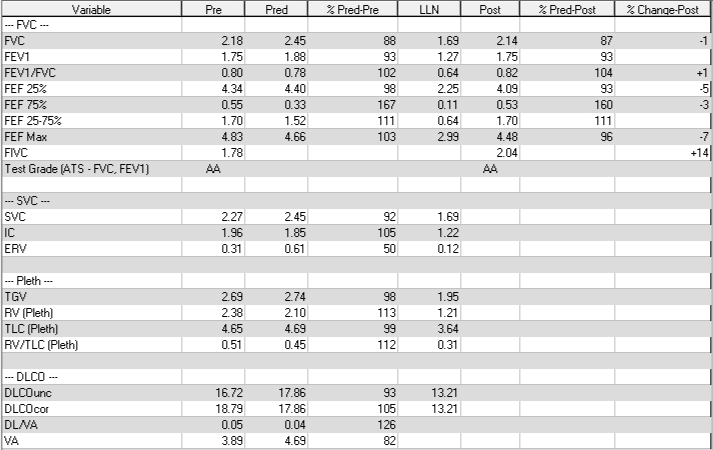 Variable Pre Pred % Pred-Pre LLN Post % Pred-Post % Change-Post
--- FVC ---
FVC 2.18 2.45 88 1.69 2.14 87 -1
FEV1 1.75 1.88 93 1.27 1.75 93
FEV1/FVC 0.80 0.78 102 0.64 0.82 104 +1
FEF 25% 4.34 4.40 98 2.25 4.09 93 -5
FEF 75% 0.55 0.33 167 0.11 0.53 160 -3
FEF 25-75% 1.70 1.52 111 0.64 1.70 111
FEF Max 4.83 4.66 103 2.99 4.48 96 -7
FIVC 1.78 2.04 +14
Test Grade (ATS - FVC, FEV1) AA AA
--- SVC ---
SVC 2.27 2.45 92 1.69
IC 1.96 1.85 105 1.22
ERV 0.31 0.61 50 0.12
--- Pleth ---
TGV 2.69 2.74 98 1.95
RV (Pleth) 2.38 2.10 113 1.21
TLC (Pleth) 4.65 4.69 99 3.64
RV/TLC (Pleth) 0.51 0.45 112 0.31
--- DLCO ---
DLCOunc 16.72 17.86 93 13.21
DLCOcor 18.79 17.86 105 13.21
DL/VA 0.05 0.04 126
VA 3.89 4.69 82